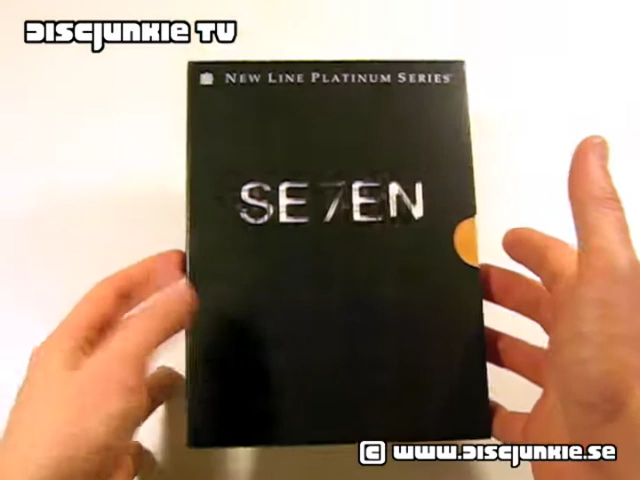 DISCJUNKIE TV
NEW LINE PLATINUM SERIES
SE7EN
© WWW.DISCJUNKIE.SE